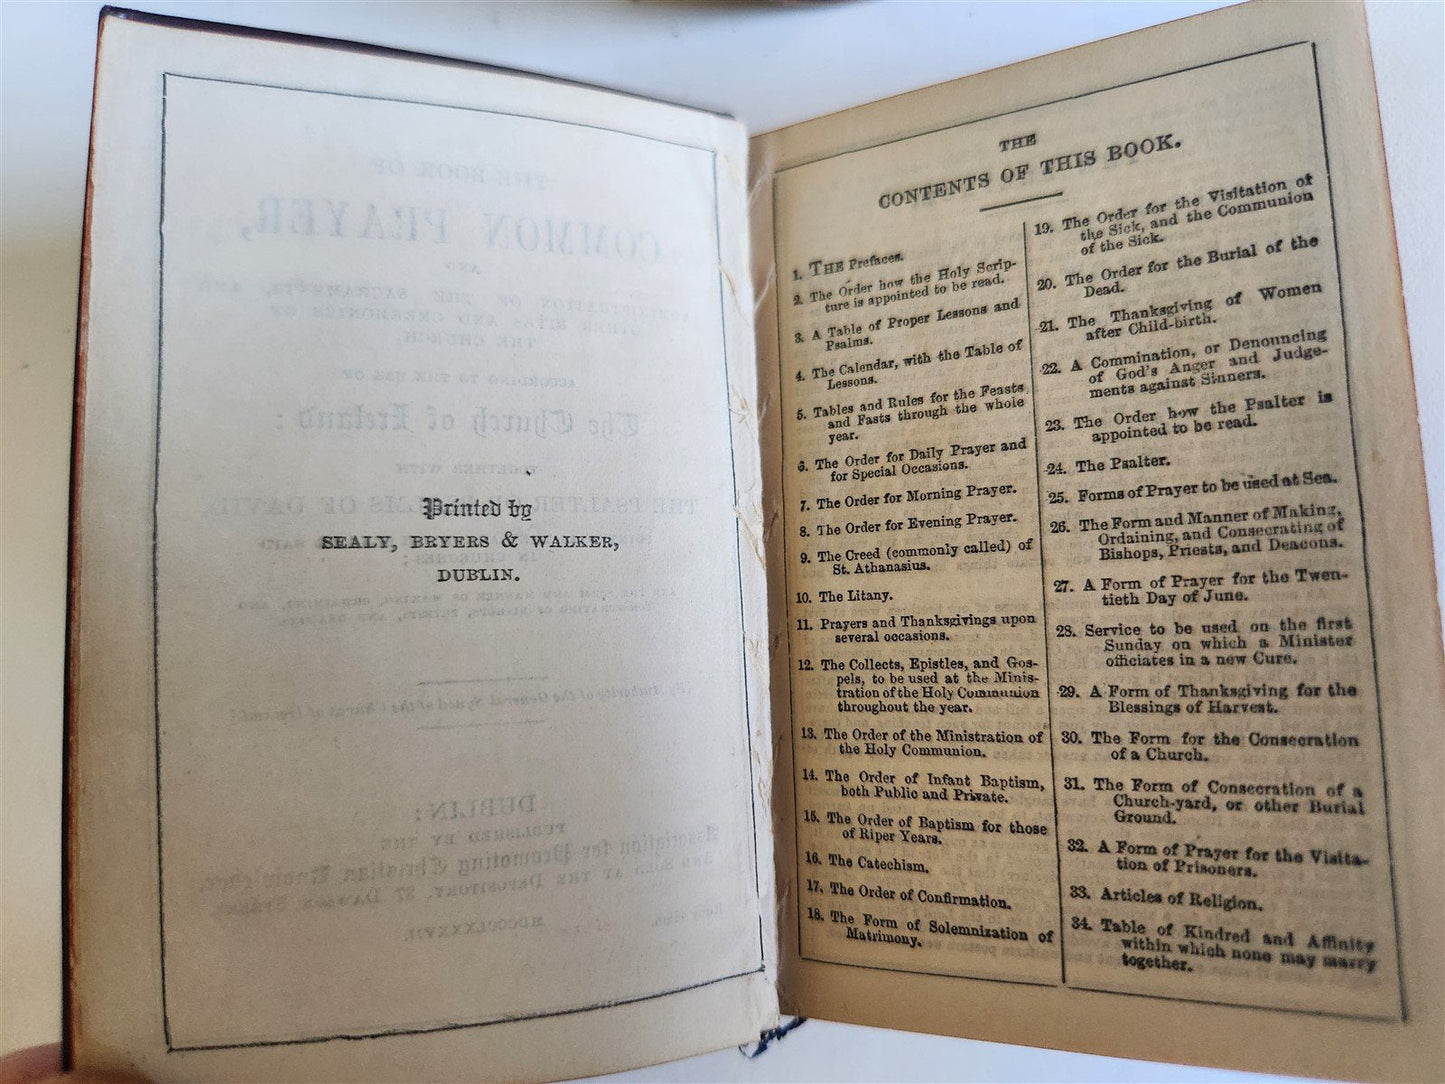 Printed by
SEALY, BRYERS & WALKER,
DUBLIN.
THE
CONTENTS OF THIS BOOK.
1. THE Prefaces.
2. The Order how the Holy Scrip-
ture is appointed to be read.
3. A Table of Proper Lessons and
Psalms.
4. The Calendar, with the Table of
Lessons.
5. Tables and Rules for the Feasts
and Fasts through the whole
year.
6. The Order for Daily Prayer and
for Special Occasions.
7. The Order for Morning Prayer.
8. The Order for Evening Prayer.
9. The Creed (commonly called) of
St. Athanasius.
10. The Litany.
11. Prayers and Thanksgivings upon
several occasions.
12. The Collects, Epistles, and Gos-
pels, to be used at the Minis-
tration of the Holy Communion
throughout the year.
13. The Order of the Ministration of
the Holy Communion.
14. The Order of Infant Baptism,
both Public and Private.
15. The Order of Baptism for those
of Riper Years.
16. The Catechism.
17. The Order of Confirmation.
18. The Form of Solemnization of
Matrimony.
19. The Order for the Visitation of
the Sick, and the Communion
of the Sick.
20. The Order for the Burial of the
Dead.
21. The Thanksgiving of Women
after Child-birth.
22. A Commination, or Denouncing
of God's Anger and Judge-
ments against Sinners.
23. The Order how the Psalter is
appointed to be read.
24. The Psalter.
25. Forms of Prayer to be used at Sea.
26. The Form and Manner of Making,
Ordaining, and Consecrating of
Bishops, Priests, and Deacons.
27. A Form of Prayer for the Twen-
tieth Day of June.
28. Service to be used on the first
Sunday on which a Minister
officiates in a new Cure.
29. A Form of Thanksgiving for the
Blessings of Harvest.
30. The Form for the Consecration
of a Church.
31. The Form of Consecration of a
Church-yard, or other Burial
Ground.
32. A Form of Prayer for the Visita-
tion of Prisoners.
33. Articles of Religion.
34. Table of Kindred and Affinity
within which none may marry
together.